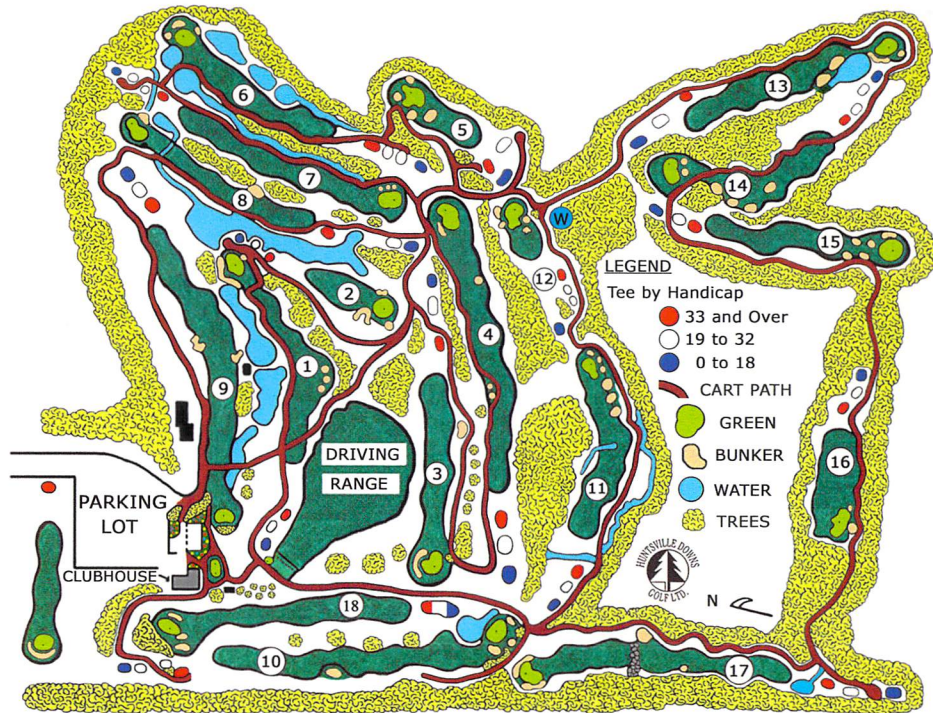 6
5
13
7
8
14
15
W
12
LEGEND
Tee by Handicap
33 and Over
19 to 32
0 to 18
CART PATH
GREEN
BUNKER
WATER
TREES
2
4
1
9
DRIVING
RANGE
3
11
16
PARKING
LOT
CLUBHOUSE
HUNTSVILLE DOWNS
GOLF LTD.
N
18
10
17